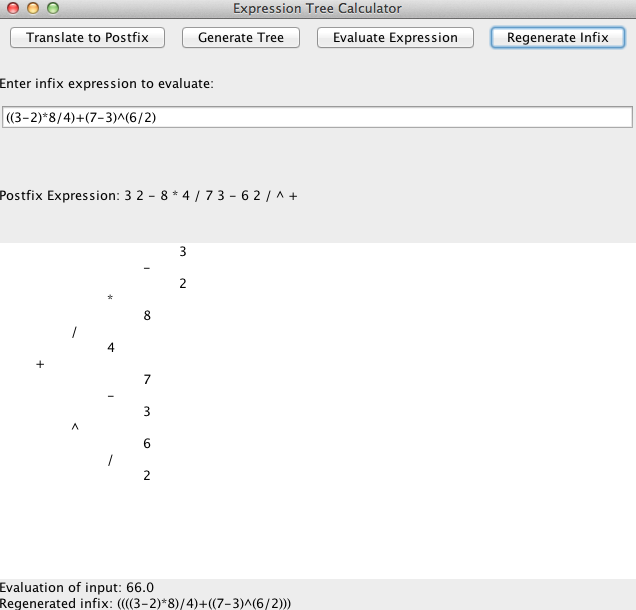 Expression Tree Calculator
Translate to Postfix Generate Tree Evaluate Expression Regenerate Infix
Enter infix expression to evaluate:
((3-2)*8/4)+(7-3)^(6/2)
Postfix Expression: 3 2 - 8 * 4 / 7 3 - 6 2 / ^ +
3
-
2
*
8
/
4
+
7
-
3
^
6
/
2
Evaluation of input: 66.0
Regenerated infix: ((((3-2)*8)/4)+((7-3)^(6/2)))